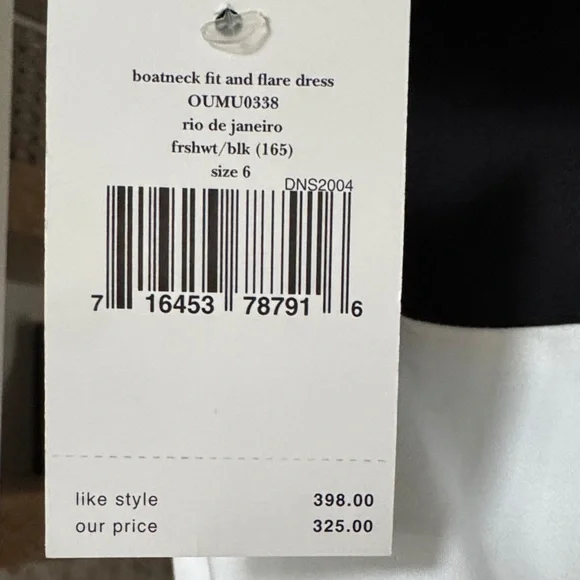 boatneck fit and flare dress
OUMU0338
rio de janeiro
frshwt/blk (165)
size 6
DNS2004
7 16453 78791 6
like style 398.00
our price 325.00